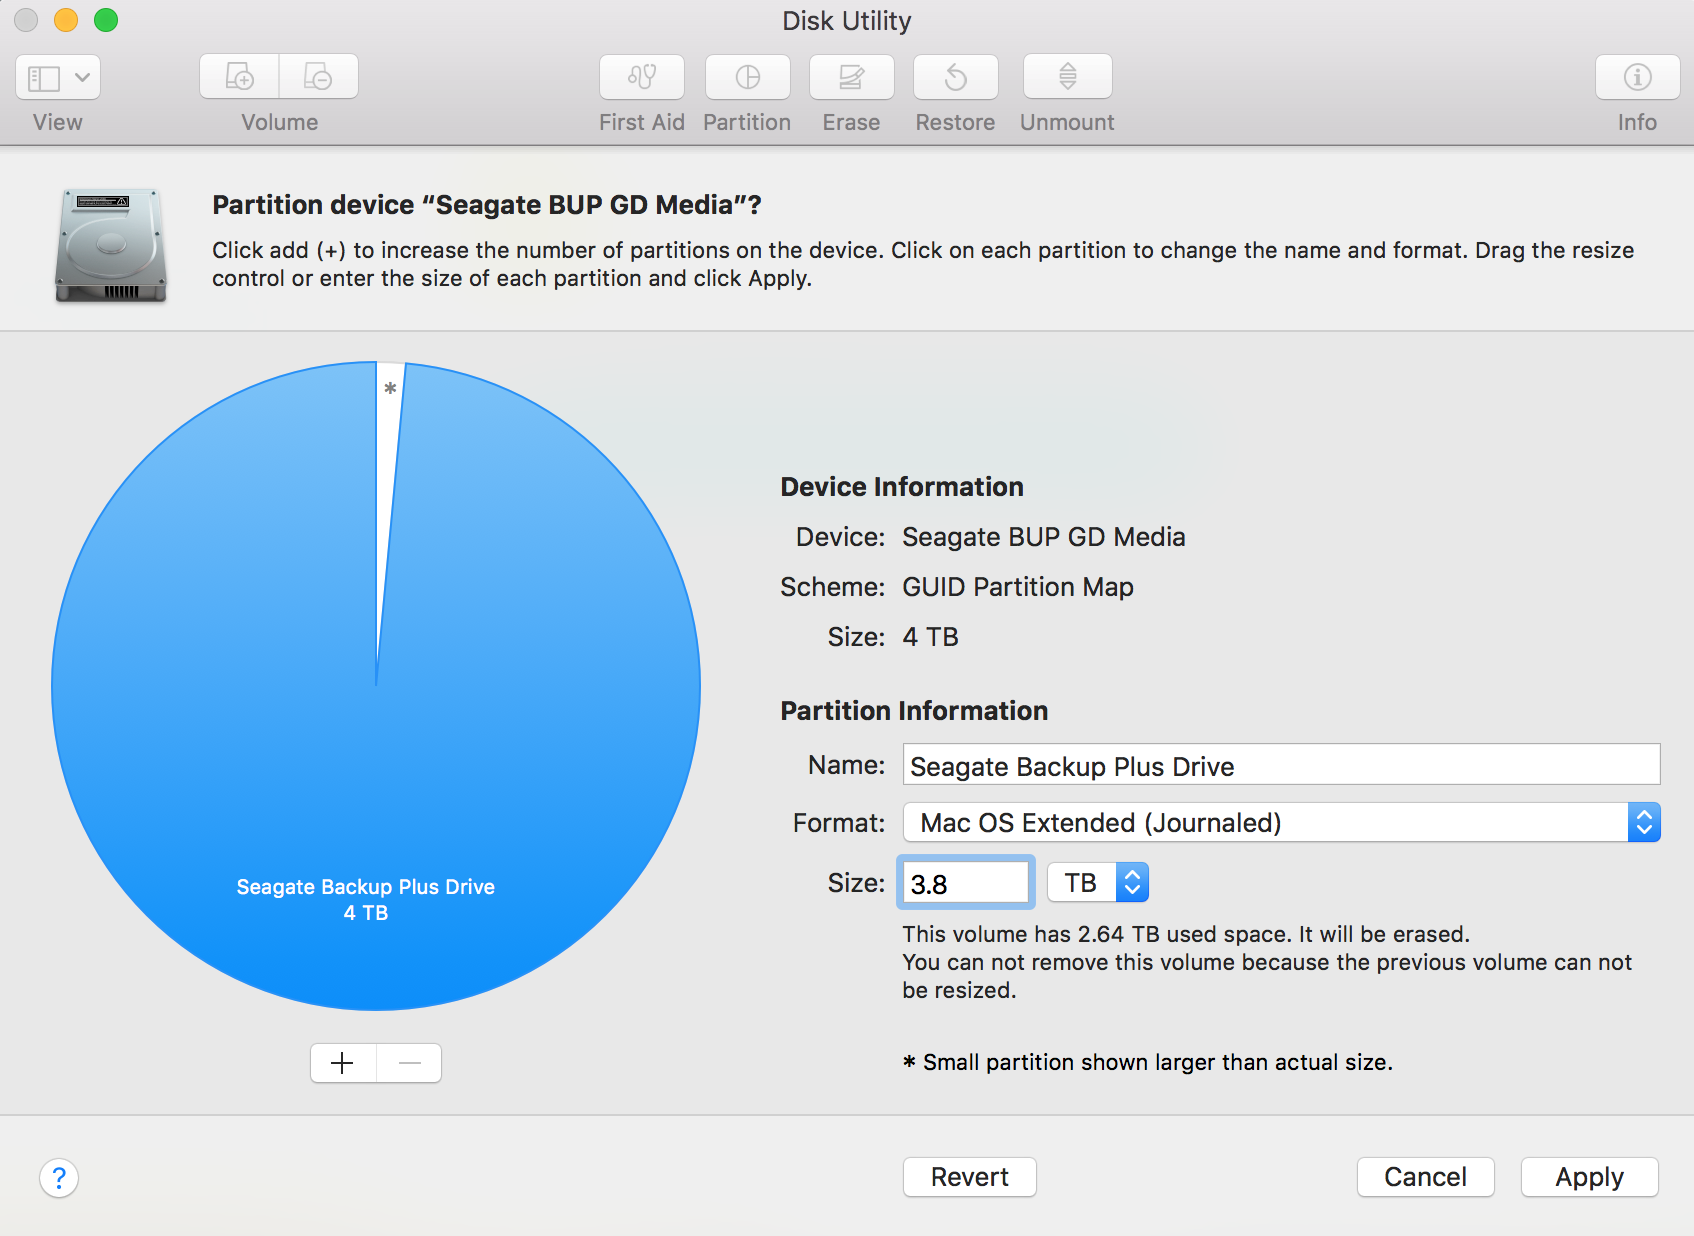 Disk Utility
View
Volume
First Aid
Partition
Erase
Restore
Unmount
Info
Partition device “Seagate BUP GD Media”?
Click add (+) to increase the number of partitions on the device. Click on each partition to change the name and format. Drag the resize
control or enter the size of each partition and click Apply.
*
Seagate Backup Plus Drive
4 TB
Device Information
Device: Seagate BUP GD Media
Scheme: GUID Partition Map
Size: 4 TB
Partition Information
Name: Seagate Backup Plus Drive
Format: Mac OS Extended (Journaled)
Size: 3.8 TB
This volume has 2.64 TB used space. It will be erased.
You can not remove this volume because the previous volume can not
be resized.
* Small partition shown larger than actual size.
?
Revert
Cancel
Apply